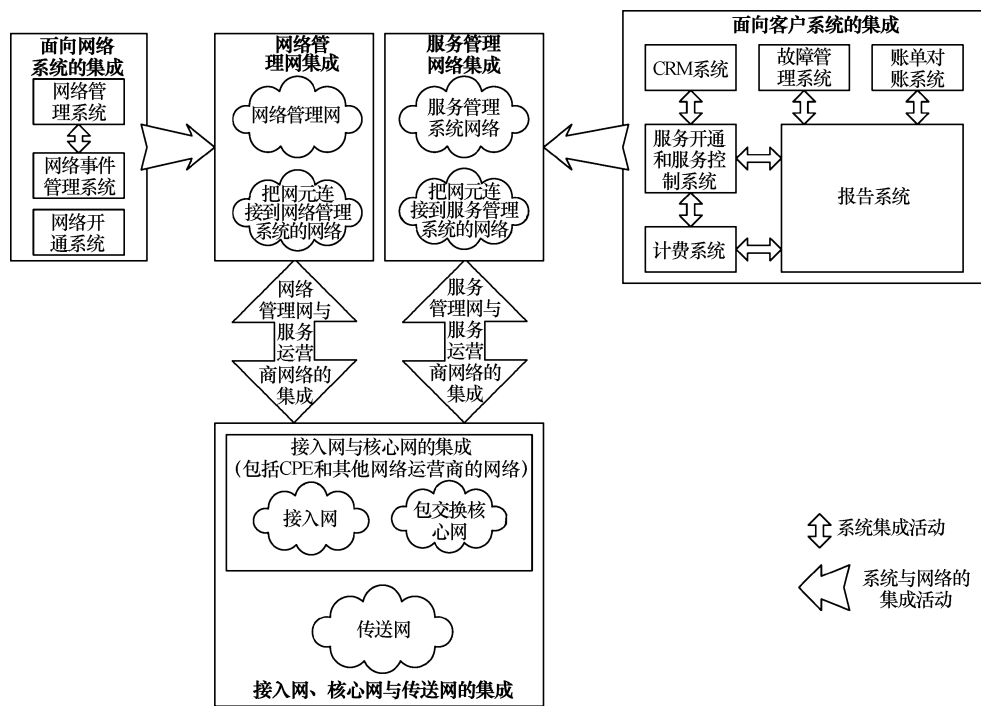 面向网络
系统的集成
网络管
理系统
网络事件
管理系统
网络开
通系统
网络管
理网集成
网络管理网
把网元连
接到网络管理
系统的网络
服务管理
网络集成
服务管理
系统网络
把网元连
接到服务管理
系统的网络
面向客户系统的集成
CRM系统
故障管
理系统
账单对
账系统
服务开通
和服务控
制系统
报告系统
计费系统
网络
管理网与
服务
运营
商网络的
集成
服务
管理网与
服务
运营
商网络的
集成
接入网与核心网的集成
(包括CPE和其他网络运营商的网络)
接入网
包交换核
心网
传送网
接入网、核心网与传送网的集成
系统集成活动
系统与网络的
集成活动